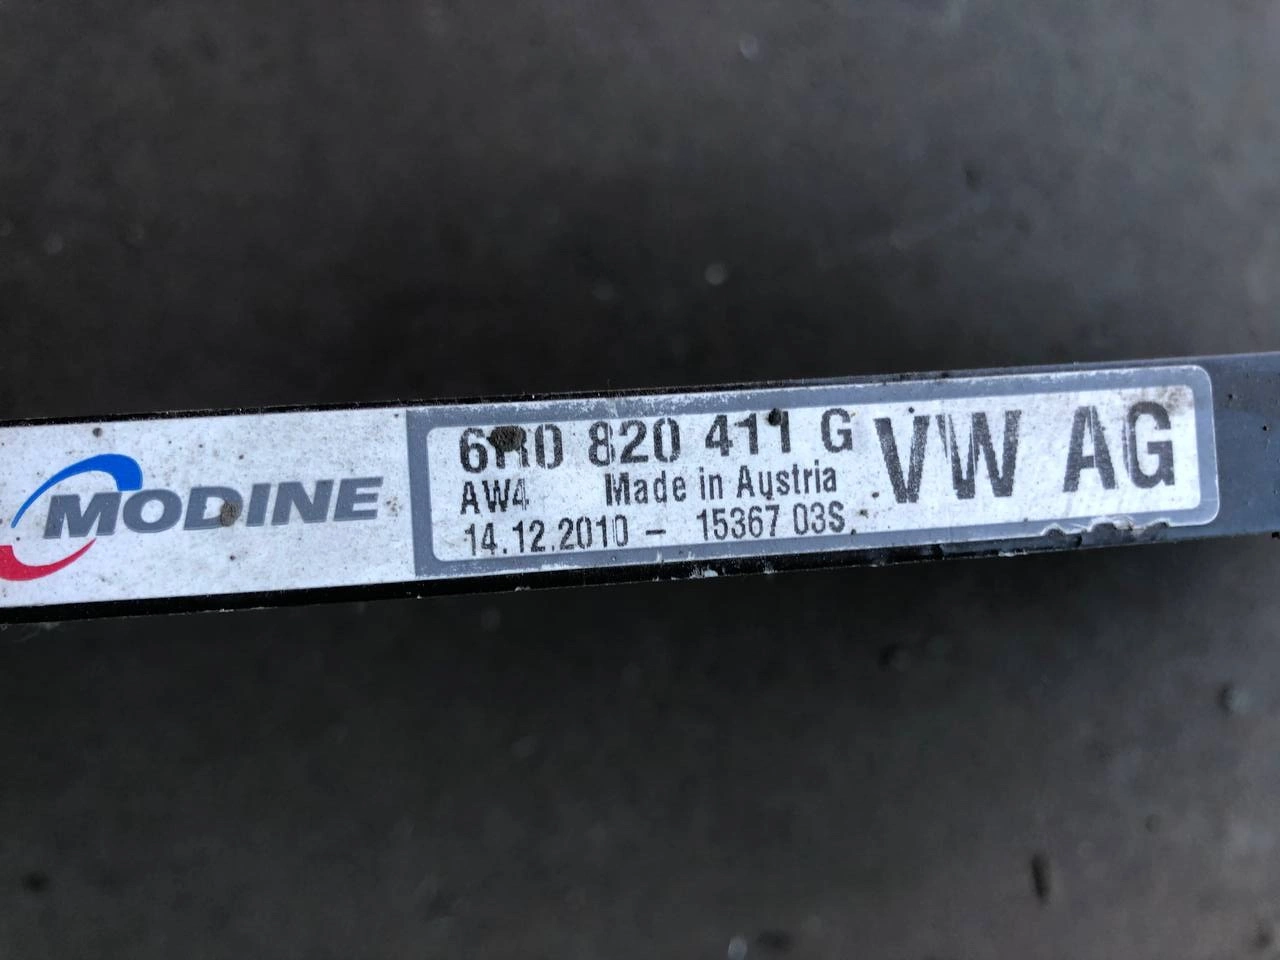 MODINE
6R0 820 411 G
VW AG
AW4 Made in Austria
14.12.2010 - 15367 03S